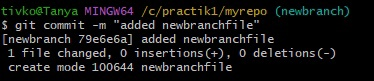 tivko@Tanya MINGW64 /c/practik1/myrepo (newbranch)
$ git commit -m "added newbranchfile"
[newbranch 79e6e6a] added newbranchfile
 1 file changed, 0 insertions(+), 0 deletions(-)
 create mode 100644 newbranchfile